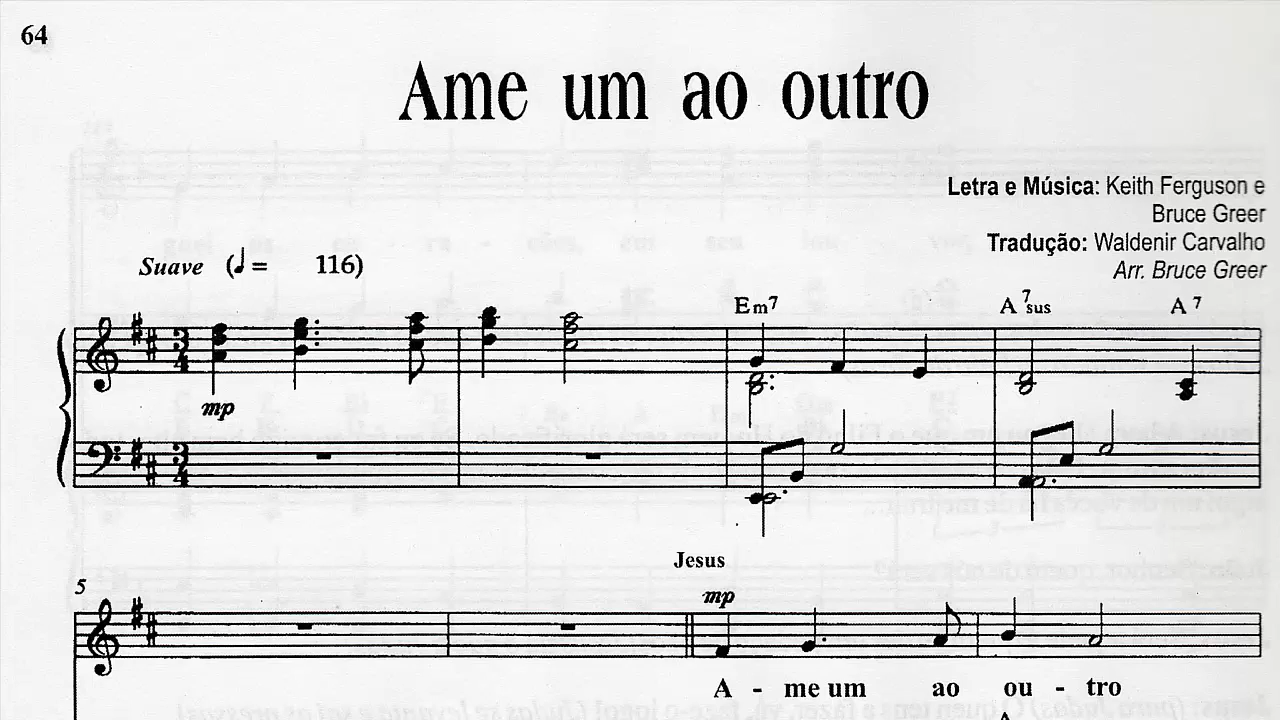 64
Ame um ao outro
Letra e Música: Keith Ferguson e
Bruce Greer
Tradução: Waldenir Carvalho
Arr. Bruce Greer
Suave (♩= 116)
Em7 A7sus A7
mp
Jesus
5
mp
A - me um ao ou - tro